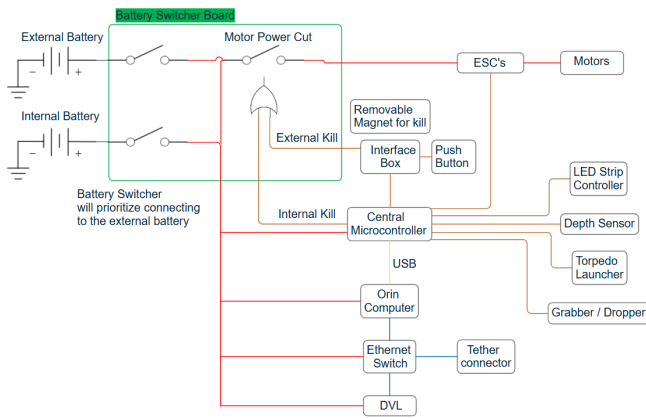 Battery Switcher Board
External Battery
Motor Power Cut
ESC's
Motors
Internal Battery
Removable
Magnet for kill
External Kill
Interface
Box
Push
Button
LED Strip
Controller
Battery Switcher
will prioritize connecting
to the external battery
Internal Kill
Central
Microcontroller
Depth Sensor
USB
Torpedo
Launcher
Orin
Computer
Grabber / Dropper
Ethernet
Switch
Tether
connector
DVL